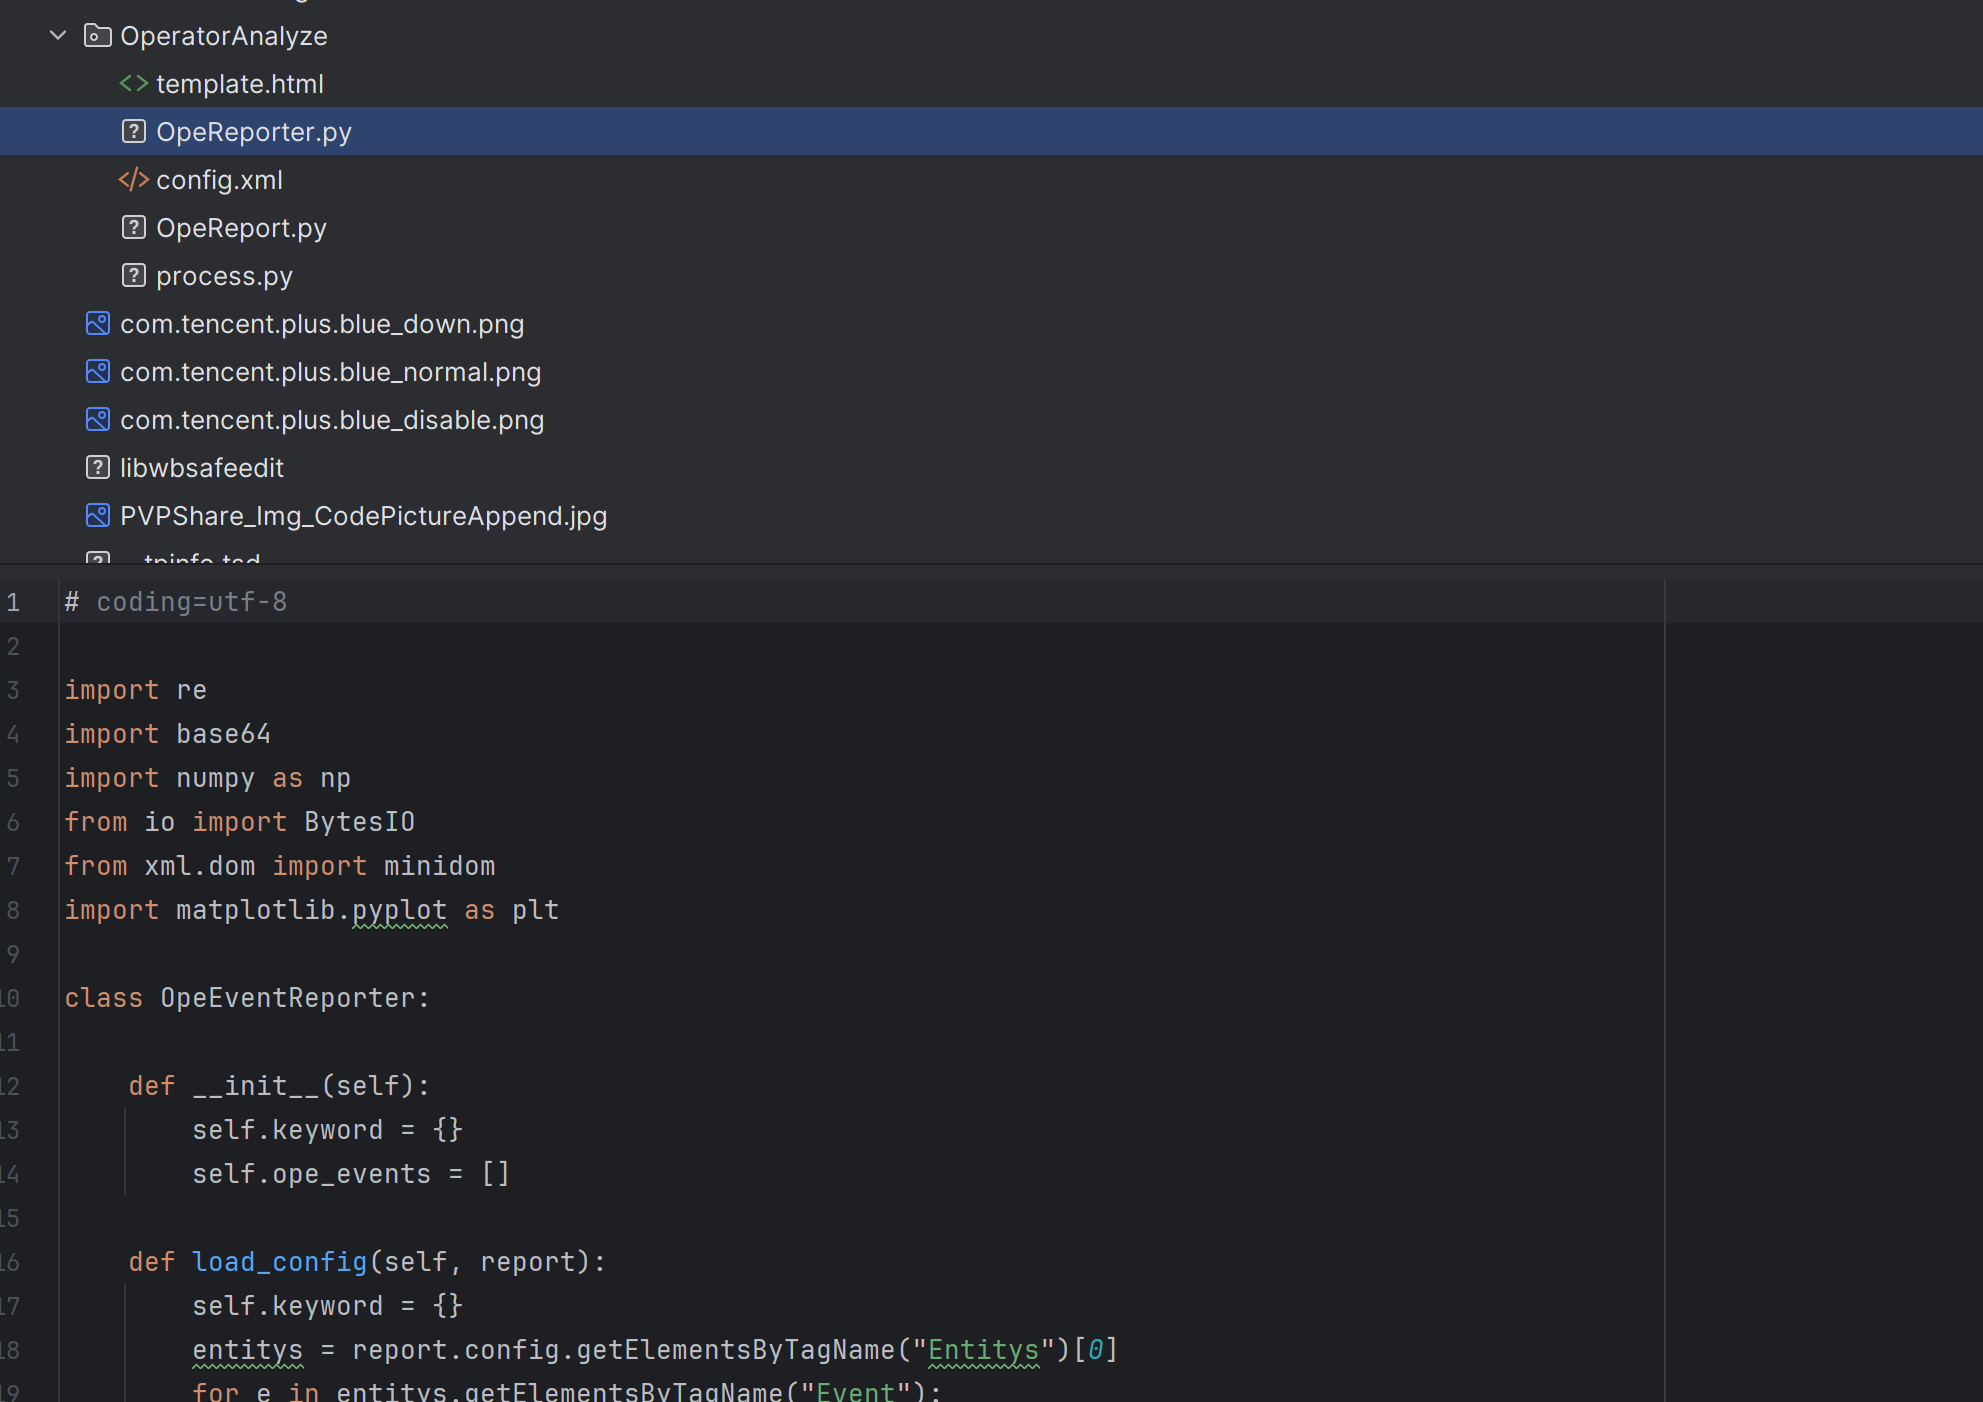 OperatorAnalyze
template.html
OpeReporter.py
config.xml
OpeReport.py
process.py
com.tencent.plus.blue_down.png
com.tencent.plus.blue_normal.png
com.tencent.plus.blue_disable.png
libwbsafeedit
PVPShare_Img_CodePictureAppend.jpg
1 # coding=utf-8
2
3 import re
4 import base64
5 import numpy as np
6 from io import BytesIO
7 from xml.dom import minidom
8 import matplotlib.pyplot as plt
9
10 class OpeEventReporter:
11
12 def __init__(self):
13 self.keyword = {}
14 self.ope_events = []
15
16 def load_config(self, report):
17 self.keyword = {}
18 entitys = report.config.getElementsByTagName("Entitys")[0]
19 for e in entitys.getElementsByTagName("Event"):